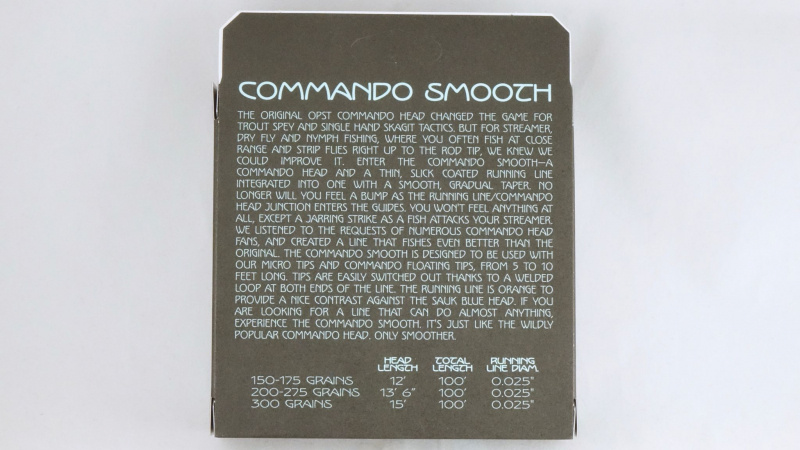 COMMANDO SMOOTH
THE ORIGINAL OPST COMMANDO HEAD CHANGED THE GAME FOR
TROUT SPEY AND SINGLE HAND SKAGIT TACTICS. BUT FOR STREAMER,
DRY FLY AND NYMPH FISHING, WHERE YOU OFTEN FISH AT CLOSE
RANGE AND STRIP FLIES RIGHT UP TO THE ROD TIP, WE KNEW WE
COULD IMPROVE IT. ENTER THE COMMANDO SMOOTH—A
COMMANDO HEAD AND A THIN, SLICK COATED RUNNING LINE
INTEGRATED INTO ONE WITH A SMOOTH, GRADUAL TAPER. NO
LONGER WILL YOU FEEL A BUMP AS THE RUNNING LINE/COMMANDO
HEAD JUNCTION ENTERS THE GUIDES. YOU WON'T FEEL ANYTHING AT
ALL, EXCEPT A JARRING STRIKE AS A FISH ATTACKS YOUR STREAMER.
WE LISTENED TO THE REQUESTS OF NUMEROUS COMMANDO HEAD
FANS, AND CREATED A LINE THAT FISHES EVEN BETTER THAN THE
ORIGINAL. THE COMMANDO SMOOTH IS DESIGNED TO BE USED WITH
OUR MICRO TIPS AND COMMANDO FLOATING TIPS, FROM 5 TO 10
FEET LONG. TIPS ARE EASILY SWITCHED OUT THANKS TO A WELDED
LOOP AT BOTH ENDS OF THE LINE. THE RUNNING LINE IS ORANGE TO
PROVIDE A NICE CONTRAST AGAINST THE SAUK BLUE HEAD. IF YOU
ARE LOOKING FOR A LINE THAT CAN DO ALMOST ANYTHING,
EXPERIENCE THE COMMANDO SMOOTH. IT'S JUST LIKE THE WILDLY
POPULAR COMMANDO HEAD. ONLY SMOOTHER.
HEAD TOTAL RUNNING
LENGTH LENGTH LINE DIAM.
150-175 GRAINS 12' 100' 0.025"
200-275 GRAINS 13' 6" 100' 0.025"
300 GRAINS 15' 100' 0.025"